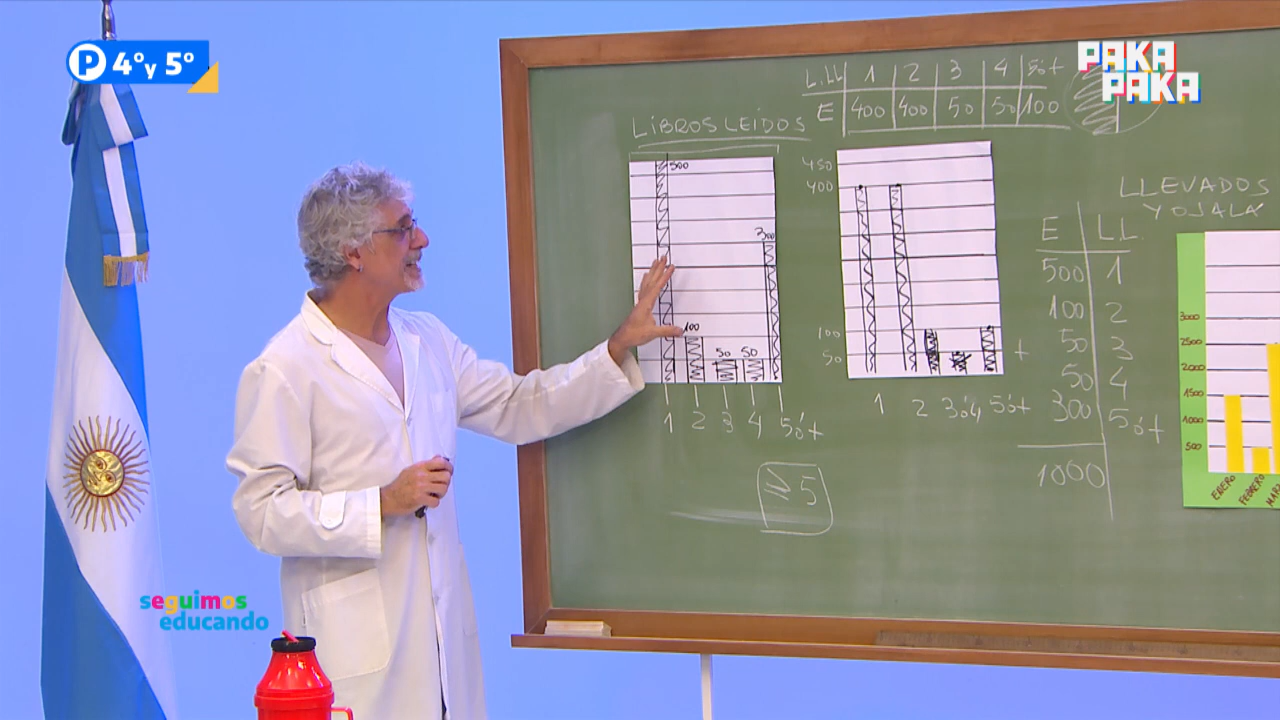 P 4° y 5°
PAKA
PAKA
L.LL 1 2 3 4 5ó+
E 400 400 50 50 100
LIBROS LEIDOS
500
300
100
50 50
1 2 3 4 5ó+
≥ 5
450
400
100
50
1 2 3ó4 5ó+
LLEVADOS
Y OJALA
E L.L.
500 1
100 2
+ 50 3
50 4
300 5ó+
1000
3000
2500
2000
1500
1000
500
ENERO
FEBRERO
MAR
seguimos
educando